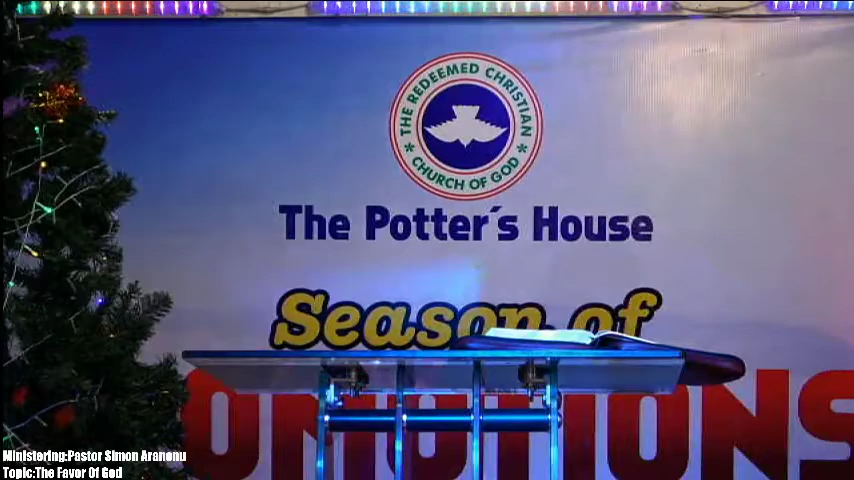 THE REDEEMED CHRISTIAN
CHURCH OF GOD
The Potter's House
Season of
OMOTIONS
Ministering:Pastor Simon Aranonu
Topic:The Favor Of God